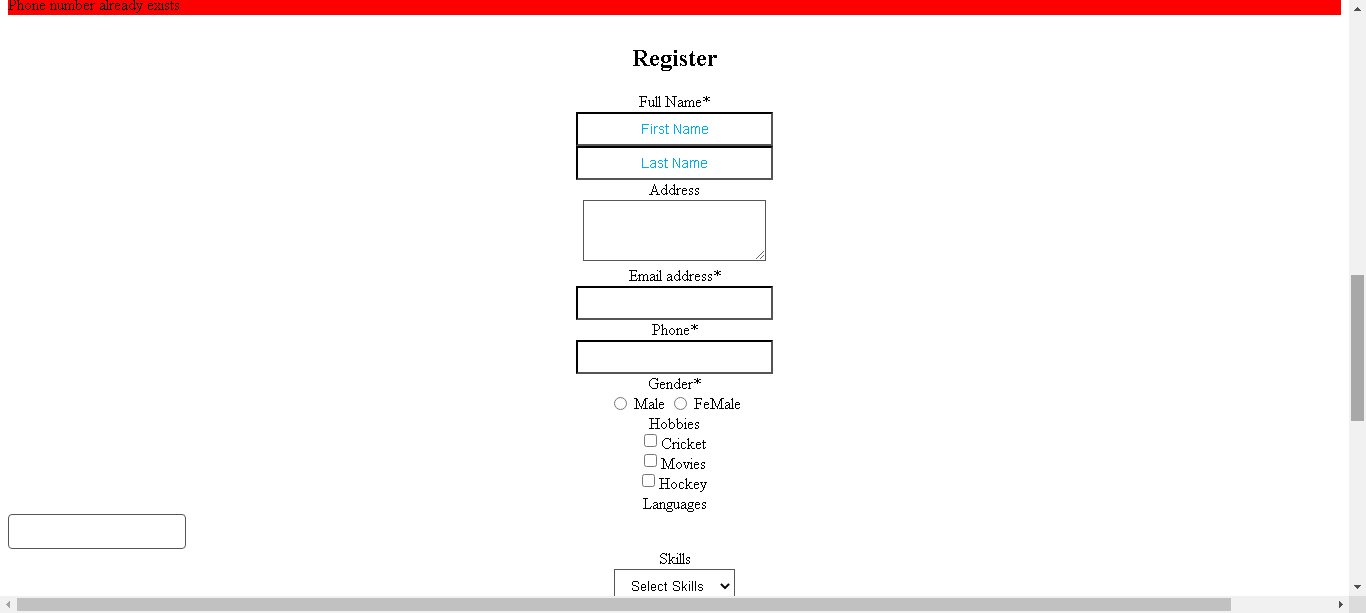 Phone number already exists
Register
Full Name*
First Name
Last Name
Address
Email address*
Phone*
Gender*
Male FeMale
Hobbies
Cricket
Movies
Hockey
Languages
Skills
Select Skills